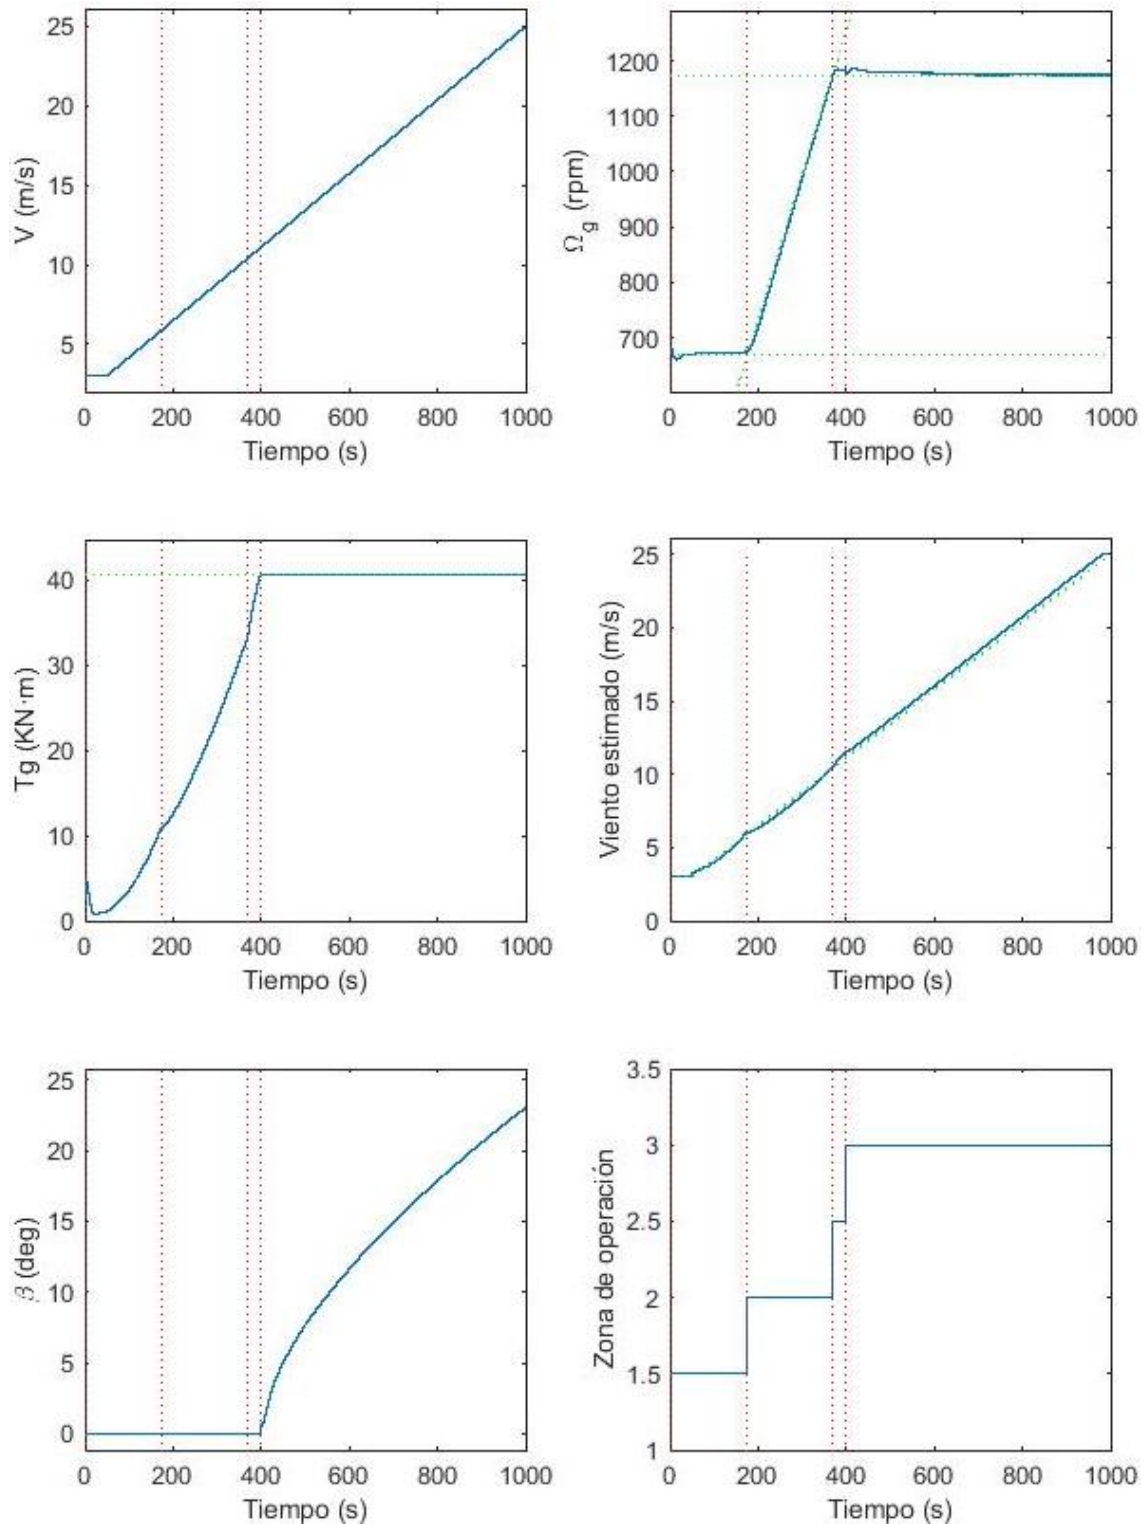 25
20
15
10
5
V (m/s)
0 200 400 600 800 1000
Tiempo (s)
1200
1100
1000
900
800
700
Ωg (rpm)
0 200 400 600 800 1000
Tiempo (s)
40
30
20
10
0
Tg (KN·m)
0 200 400 600 800 1000
Tiempo (s)
25
20
15
10
5
0
Viento estimado (m/s)
0 200 400 600 800 1000
Tiempo (s)
25
20
15
10
5
0
β (deg)
0 200 400 600 800 1000
Tiempo (s)
3.5
3
2.5
2
1.5
1
Zona de operación
0 200 400 600 800 1000
Tiempo (s)